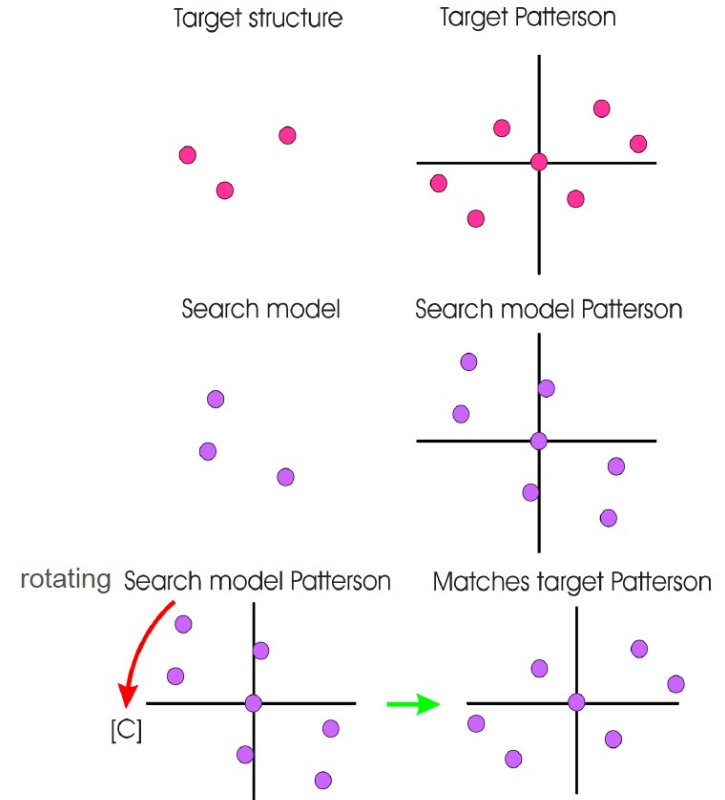 Target structure
Target Patterson
Search model
Search model Patterson
rotating Search model Patterson
Matches target Patterson
[C]